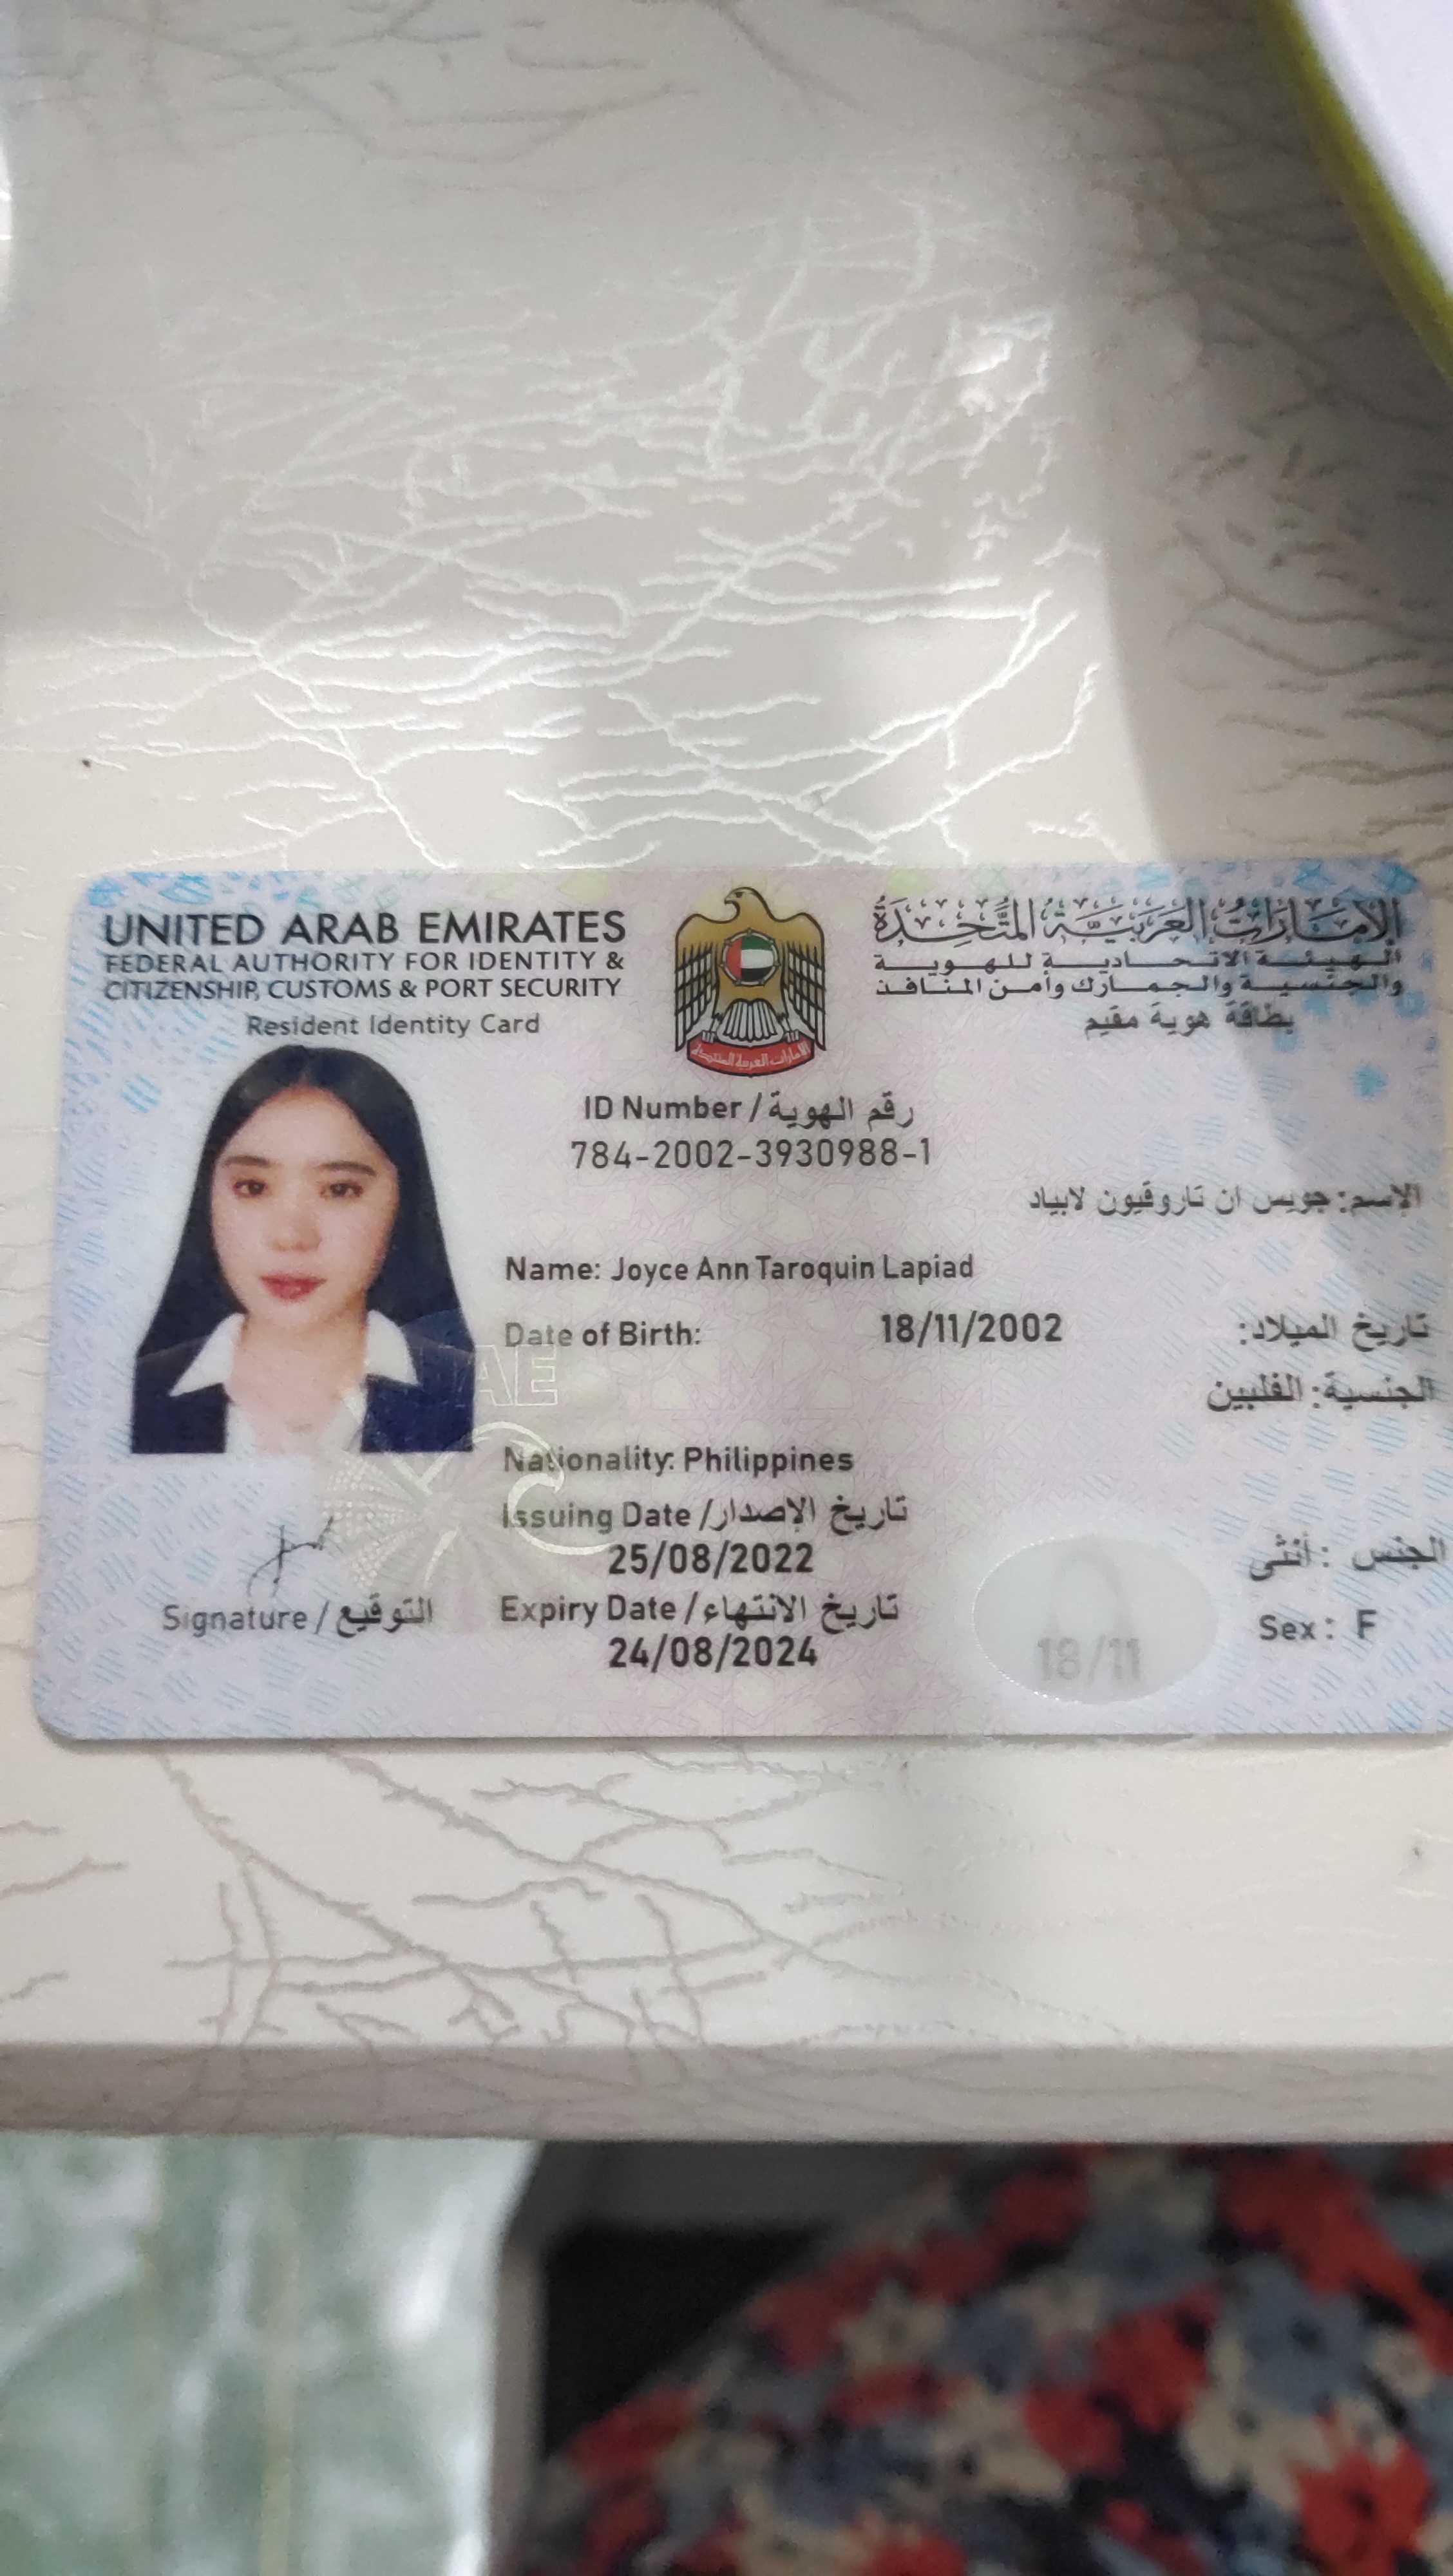 UNITED ARAB EMIRATES
FEDERAL AUTHORITY FOR IDENTITY &
CITIZENSHIP, CUSTOMS & PORT SECURITY
Resident Identity Card
الإمارات العربية المتحدة
الهيئة الاتحادية للهوية
والجنسية والجمارك وأمن المنافذ
بطاقة هوية مقيم
الإمارات العربية المتحدة
ID Number / رقم الهوية
784-2002-3930988-1
الإسم: جويس ان تاروقيون لابياد
Name: Joyce Ann Taroquin Lapiad
Date of Birth: 18/11/2002 تاريخ الميلاد:
UAE
الجنسية: الفلبين
Nationality: Philippines
Issuing Date / تاريخ الإصدار
25/08/2022
الجنس : أنثى
Expiry Date / تاريخ الانتهاء
24/08/2024
Sex: F
Signature / التوقيع
18/11